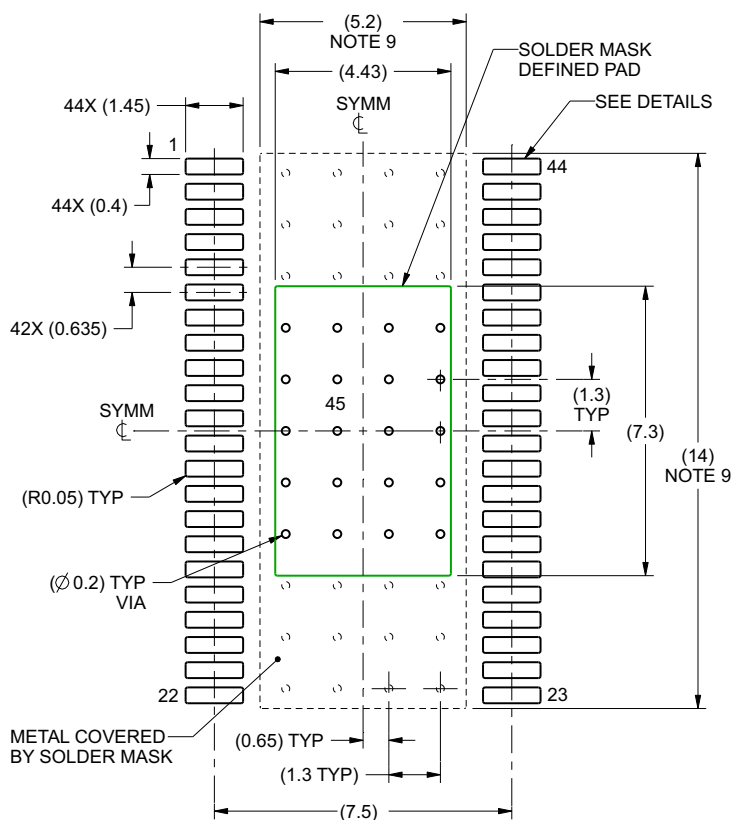 (5.2)
NOTE 9
(4.43)
SOLDER MASK
DEFINED PAD
SYMM
℄
44X (1.45)
SEE DETAILS
1
44
44X (0.4)
42X (0.635)
45
(1.3)
TYP
SYMM
℄
(7.3)
(14)
NOTE 9
(R0.05) TYP
(∅ 0.2) TYP
VIA
22
23
METAL COVERED
BY SOLDER MASK
(0.65) TYP
(1.3 TYP)
(7.5)